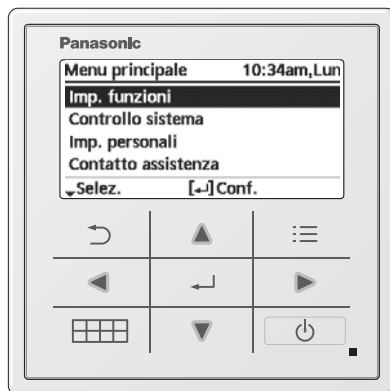 Panasonic
Menu principale 10:34am,Lun
Imp. funzioni
Controllo sistema
Imp. personali
Contatto assistenza
Selez. [↵]Conf.